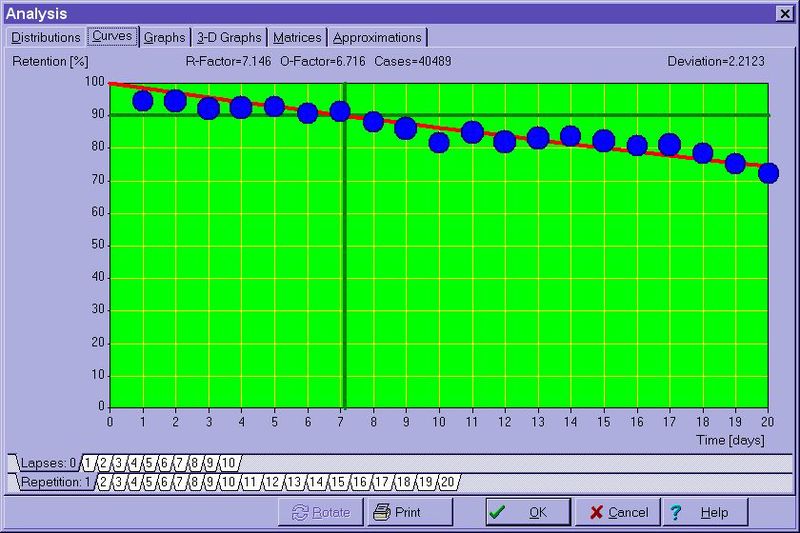 Analysis
Distributions Curves Graphs 3-D Graphs Matrices Approximations
Retention [%] R-Factor=7.146 O-Factor=6.716 Cases=40489 Deviation=2.2123
100
90
80
70
60
50
40
30
20
10
0
0 1 2 3 4 5 6 7 8 9 10 11 12 13 14 15 16 17 18 19 20
Time [days]
Lapses: 0 1 2 3 4 5 6 7 8 9 10
Repetition: 1 2 3 4 5 6 7 8 9 10 11 12 13 14 15 16 17 18 19 20
Rotate Print OK Cancel ? Help